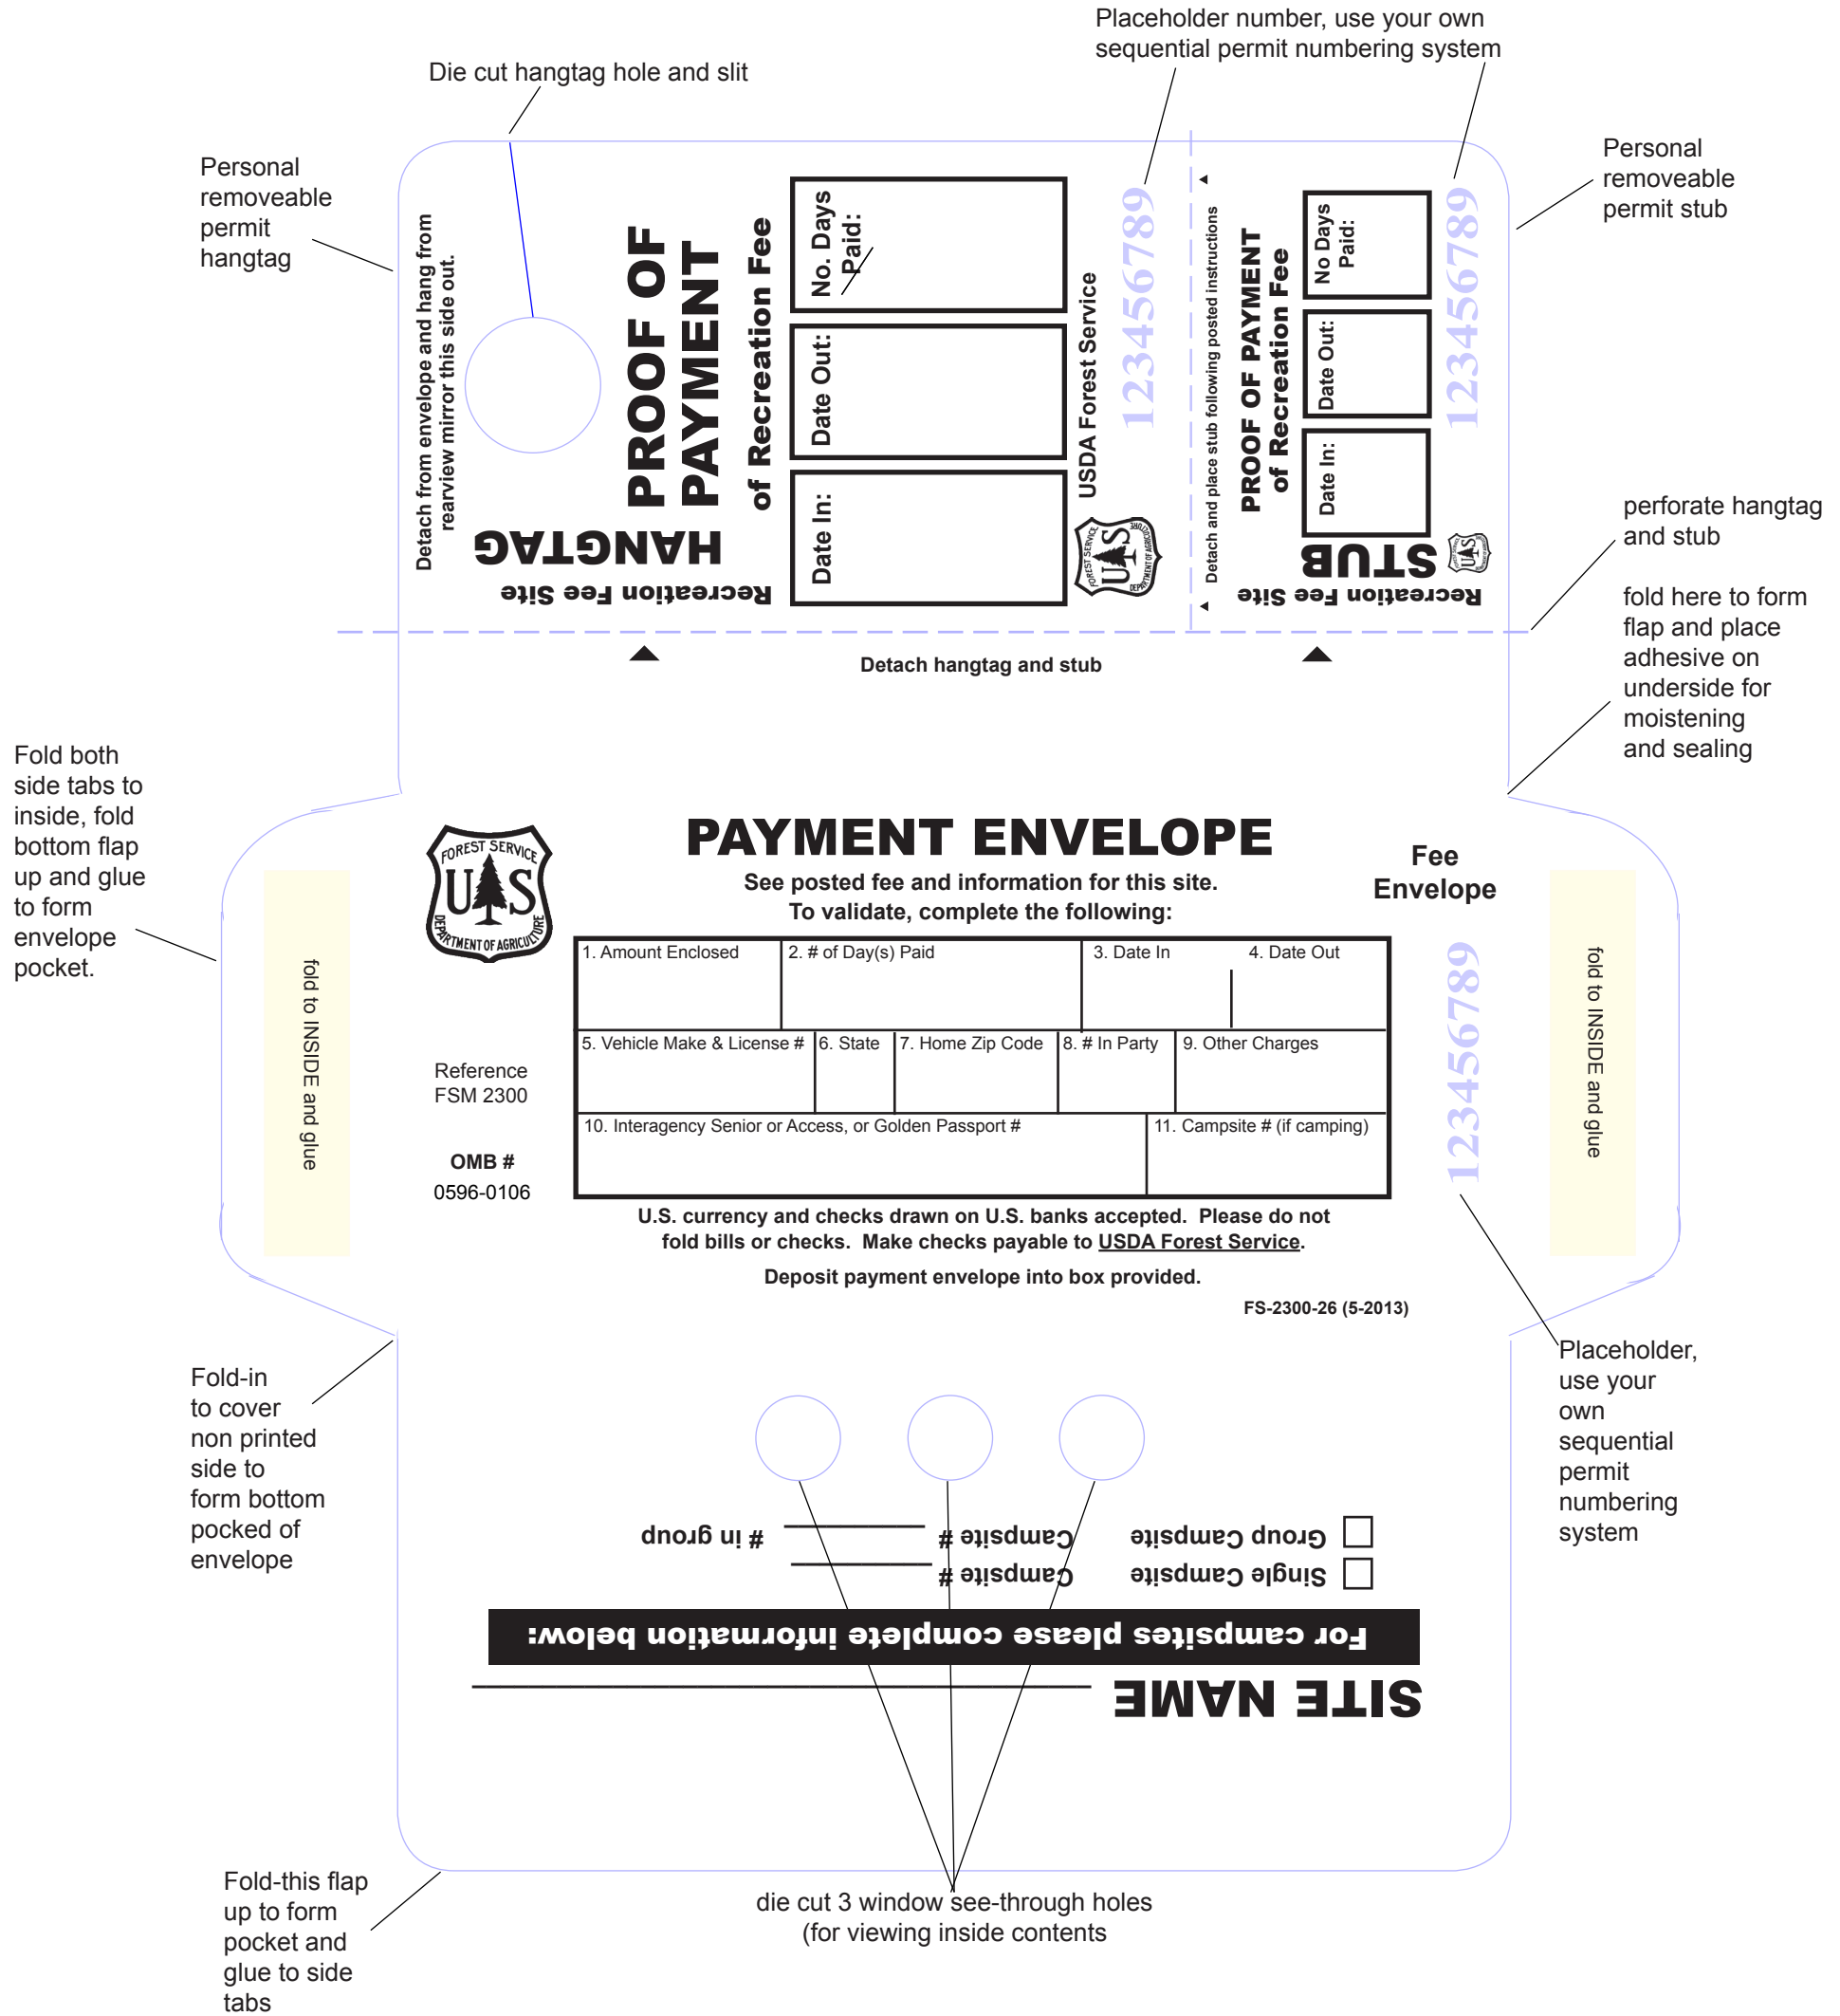 Placeholder number, use your own
sequential permit numbering system
Die cut hangtag hole and slit
Personal
removeable
permit
hangtag
Personal
removeable
permit stub
Detach from envelope and hang from
rearview mirror this side out.
PROOF OF
PAYMENT
of Recreation Fee
No. Days
Paid:
Date Out:
Date In:
USDA Forest Service
123456789
FOREST SERVICE
US
DEPARTMENT OF AGRICULTURE
HANGTAG
Recreation Fee Site
Detach and place stub following posted instructions
PROOF OF PAYMENT
of Recreation Fee
No Days
Paid:
Date Out:
Date In:
123456789
US
STUB
Recreation Fee Site
perforate hangtag
and stub
Detach hangtag and stub
fold here to form
flap and place
adhesive on
underside for
moistening
and sealing
Fold both
side tabs to
inside, fold
bottom flap
up and glue
to form
envelope
pocket.
fold to INSIDE and glue
FOREST SERVICE
US
DEPARTMENT OF AGRICULTURE
PAYMENT ENVELOPE
See posted fee and information for this site.
To validate, complete the following:
Fee
Envelope
1. Amount Enclosed
2. # of Day(s) Paid
3. Date In
4. Date Out
5. Vehicle Make & License #
6. State
7. Home Zip Code
8. # In Party
9. Other Charges
10. Interagency Senior or Access, or Golden Passport #
11. Campsite # (if camping)
Reference
FSM 2300
OMB #
0596-0106
123456789
fold to INSIDE and glue
U.S. currency and checks drawn on U.S. banks accepted. Please do not
fold bills or checks. Make checks payable to USDA Forest Service.
Deposit payment envelope into box provided.
FS-2300-26 (5-2013)
Fold-in
to cover
non printed
side to
form bottom
pocked of
envelope
Placeholder,
use your
own
sequential
permit
numbering
system
SITE NAME
For campsites please complete information below:
Single Campsite Campsite #
Group Campsite Campsite # # in group
Fold-this flap
up to form
pocket and
glue to side
tabs
die cut 3 window see-through holes
(for viewing inside contents